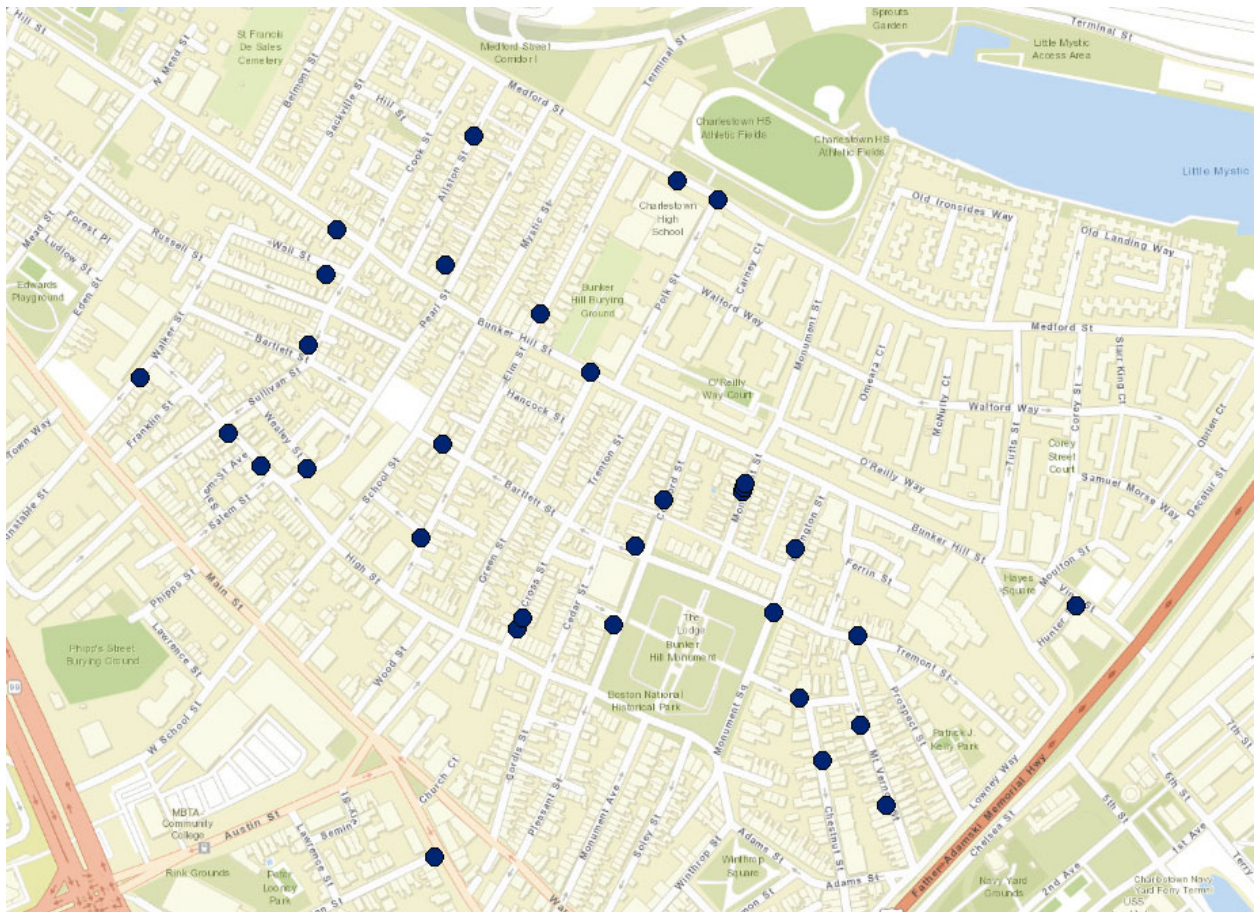 Hill St
N Mead St
St Francis
De Sales
Cemetery
Belmont St
Sackville St
Hill St
Cook St
Allston St
Medford Street
Corridor I
Medford St
Terminal St
Sprouts
Garden
Terminal St
Little Mystic
Access Area
Charlestown HS
Athletic Fields
Charlestown HS
Athletic Fields
Little Mystic
Mead St
Forest Pl
Ludlow St
Russell St
Wall St
Eden St
Edwards
Playground
Mystic St
Charlestown
High
School
Old Ironsides Way
Old Landing Way
Carney Ct
Polk St
Bunker
Hill Burying
Ground
Walford Way
Monument St
Medford St
Walker St
Bartlett St
Pearl St
Bunker Hill St
Elm St
Sullivan St
Franklin St
Wesley St
Hancock St
O'Reilly
Way Court
Omeara Ct
McNulty Ct
Starr King Ct
Walford Way
Corey St
Tufts St
Obrien Ct
Corey
Street
Court
Samuel Morse Way
Decatur St
O'Reilly Way
Trenton St
School St
Salem St
Bartlett St
Bunker Hill St
Moulton St
Ferrin St
Hayes
Square
Vine St
Hunter St
High St
Main St
Green St
Cross St
Cedar St
Phipps St
Lawrence St
Phipp's Street
Burying Ground
The
Lodge
Bunker
Hill Monument
Tremont St
Wood St
W School St
Boston National
Historical Park
Monument Sq
Prospect St
Patrick J.
Kelly Park
Cordis St
Pleasant St
Church Ct
Mt Vernon St
Lowney Way
Father Adamski Memorial Hwy
Chelsea St
7th St
6th St
5th St
1st Ave
2nd Ave
MBTA
Community
College
Austin St
Lawrence St
Monument Ave
Soley St
Winthrop St
Adams St
Chestnut St
Adams St
Winthrop
Square
Rink Grounds
Peter
Looney
Park
Navy Yard
Grounds
Charlestown Navy
Yard Ferry Termi
USS
99